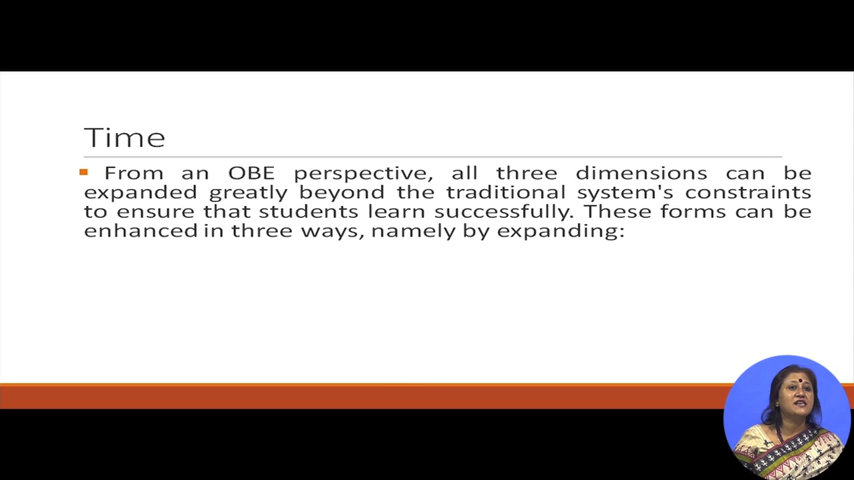 Time
From an OBE perspective, all three dimensions can be
expanded greatly beyond the traditional system's constraints
to ensure that students learn successfully. These forms can be
enhanced in three ways, namely by expanding: